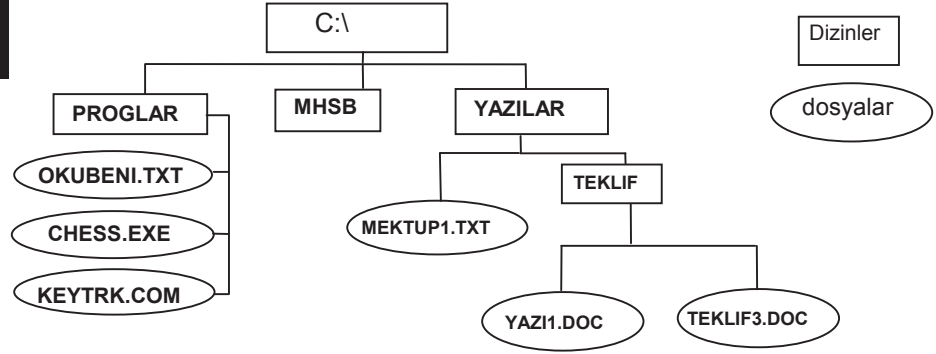 C:\
Dizinler
PROGLAR
MHSB
YAZILAR
dosyalar
OKUBENI.TXT
TEKLIF
CHESS.EXE
MEKTUP1.TXT
KEYTRK.COM
YAZI1.DOC
TEKLIF3.DOC